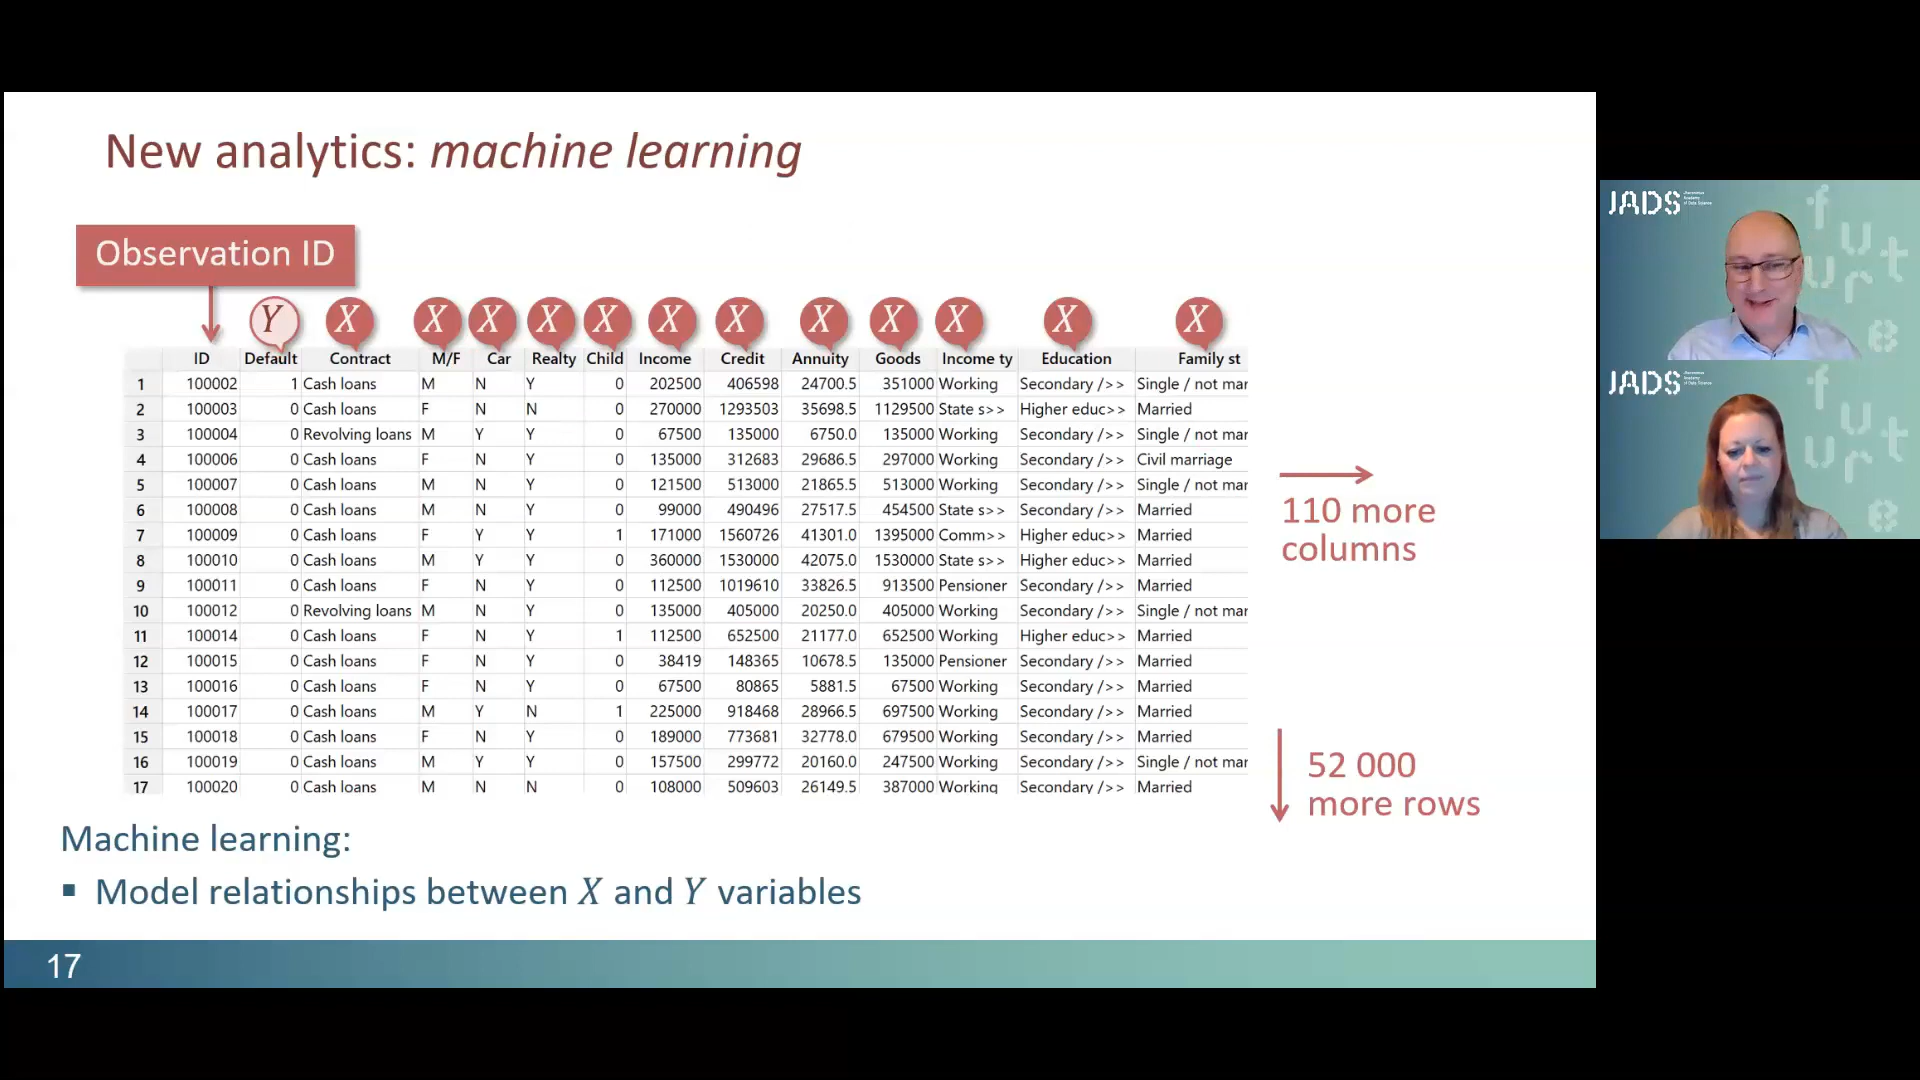 New analytics: machine learning
Observation ID
Y X X X X X X X X X X X X
ID Default Contract M/F Car Realty Child Income Credit Annuity Goods Income ty Education Family st
1 100002 1 Cash loans M N Y 0 202500 406598 24700.5 351000 Working Secondary />> Single / not mar
2 100003 0 Cash loans F N N 0 270000 1293503 35698.5 1129500 State s>> Higher educ>> Married
3 100004 0 Revolving loans M Y Y 0 67500 135000 6750.0 135000 Working Secondary />> Single / not mar
4 100006 0 Cash loans F N Y 0 135000 312683 29686.5 297000 Working Secondary />> Civil marriage
5 100007 0 Cash loans M N Y 0 121500 513000 21865.5 513000 Working Secondary />> Single / not mar
6 100008 0 Cash loans M N Y 0 99000 490496 27517.5 454500 State s>> Secondary />> Married
7 100009 0 Cash loans F Y Y 1 171000 1560726 41301.0 1395000 Comm>> Higher educ>> Married
8 100010 0 Cash loans M Y Y 0 360000 1530000 42075.0 1530000 State s>> Higher educ>> Married
9 100011 0 Cash loans F N Y 0 112500 1019610 33826.5 913500 Pensioner Secondary />> Married
10 100012 0 Revolving loans M N Y 0 135000 405000 20250.0 405000 Working Secondary />> Single / not mar
11 100014 0 Cash loans F N Y 1 112500 652500 21177.0 652500 Working Higher educ>> Married
12 100015 0 Cash loans F N Y 0 38419 148365 10678.5 135000 Pensioner Secondary />> Married
13 100016 0 Cash loans F N Y 0 67500 80865 5881.5 67500 Working Secondary />> Married
14 100017 0 Cash loans M Y N 1 225000 918468 28966.5 697500 Working Secondary />> Married
15 100018 0 Cash loans F N Y 0 189000 773681 32778.0 679500 Working Secondary />> Married
16 100019 0 Cash loans M Y Y 0 157500 299772 20160.0 247500 Working Secondary />> Single / not mar
17 100020 0 Cash loans M N N 0 108000 509603 26149.5 387000 Working Secondary />> Married
110 more
columns
52 000
more rows
Machine learning:
▪ Model relationships between X and Y variables
17
JADS
future
JADS
future